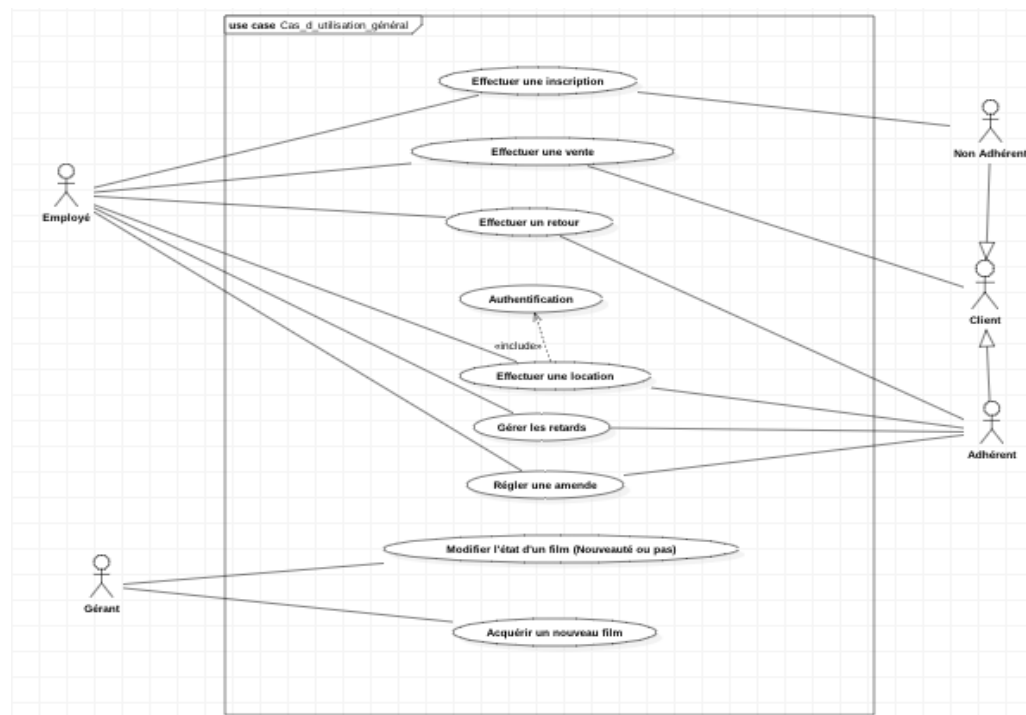 use case Cas_d_utilisation_général
Effectuer une inscription
Non Adhérent
Effectuer une vente
Employé
Effectuer un retour
Authentification
Client
«include»
Effectuer une location
Gérer les retards
Adhérent
Régler une amende
Modifier l'état d'un film (Nouveauté ou pas)
Gérant
Acquérir un nouveau film